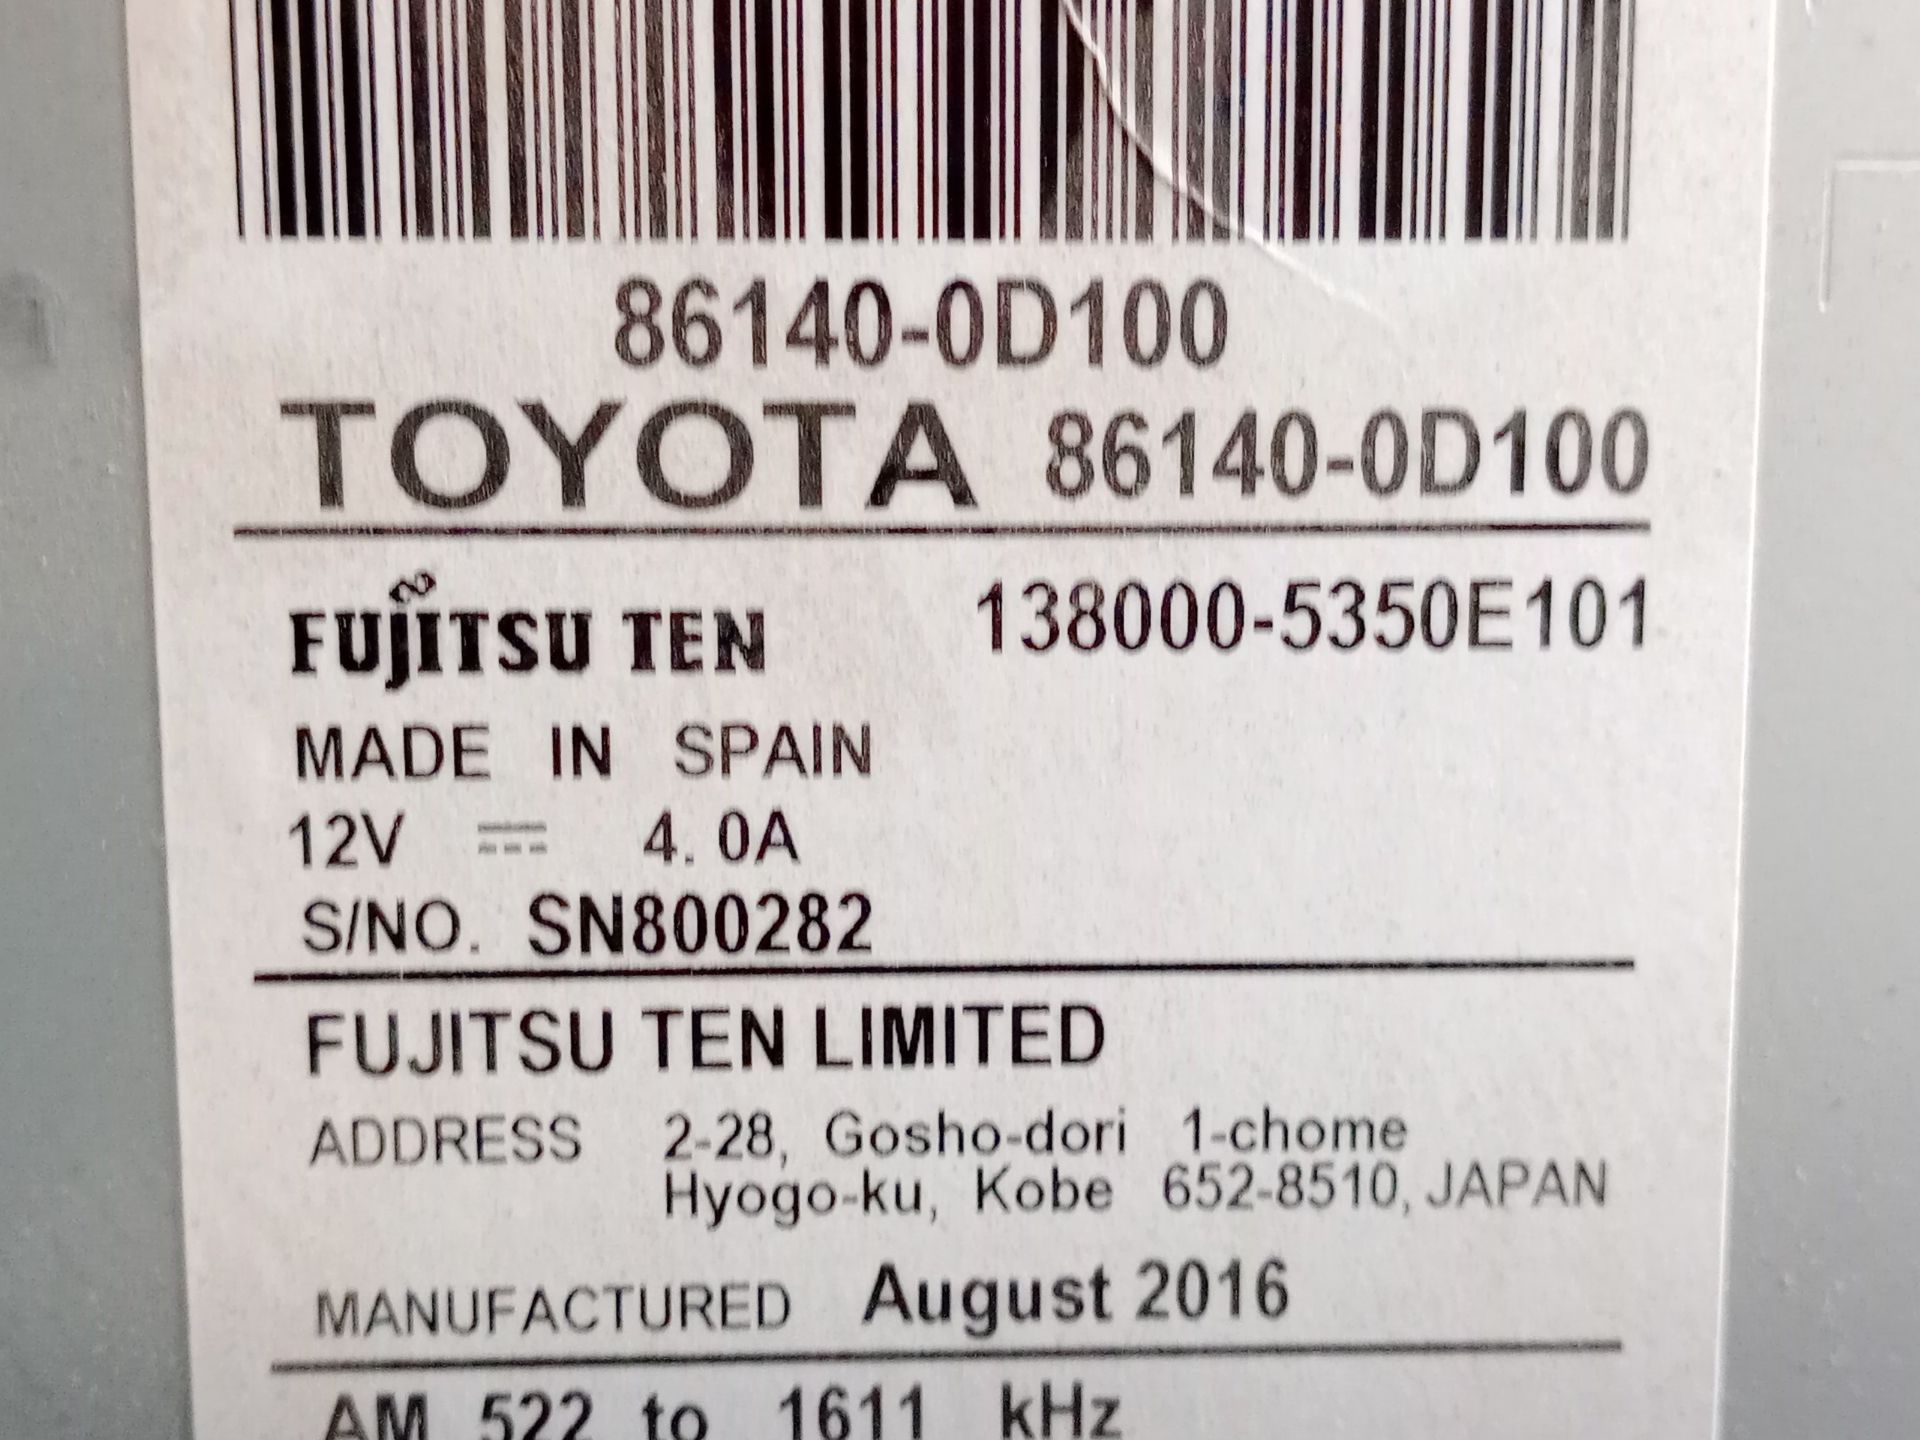 86140-0D100
TOYOTA 86140-0D100
FUJITSU TEN 138000-5350E101
MADE IN SPAIN
12V ⎓ 4.0A
S/NO. SN800282
FUJITSU TEN LIMITED
ADDRESS 2-28, Gosho-dori 1-chome
Hyogo-ku, Kobe 652-8510, JAPAN
MANUFACTURED August 2016
AM 522 to 1611 kHz